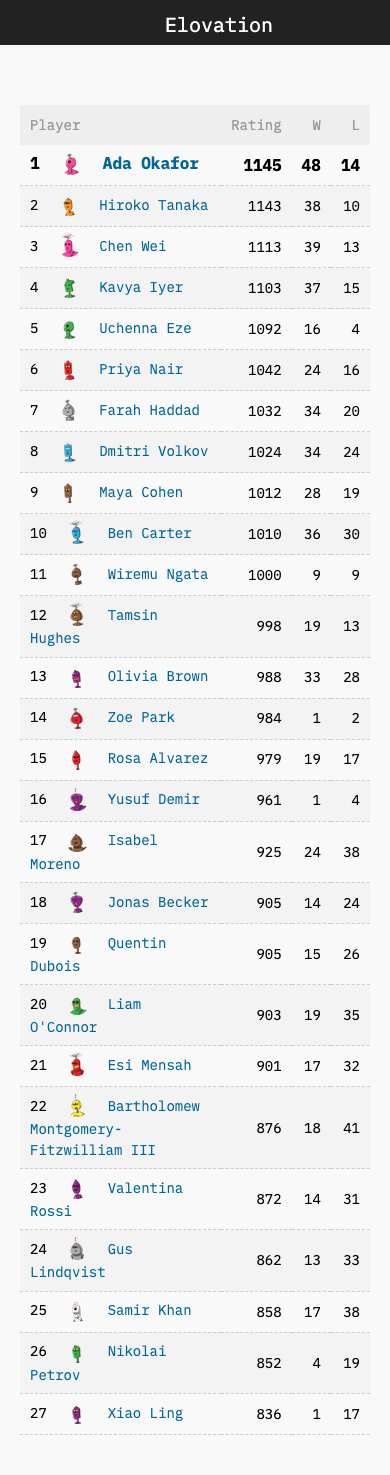 Elovation
Player Rating W L
1 Ada Okafor 1145 48 14
2 Hiroko Tanaka 1143 38 10
3 Chen Wei 1113 39 13
4 Kavya Iyer 1103 37 15
5 Uchenna Eze 1092 16 4
6 Priya Nair 1042 24 16
7 Farah Haddad 1032 34 20
8 Dmitri Volkov 1024 34 24
9 Maya Cohen 1012 28 19
10 Ben Carter 1010 36 30
11 Wiremu Ngata 1000 9 9
12 Tamsin
Hughes 998 19 13
13 Olivia Brown 988 33 28
14 Zoe Park 984 1 2
15 Rosa Alvarez 979 19 17
16 Yusuf Demir 961 1 4
17 Isabel
Moreno 925 24 38
18 Jonas Becker 905 14 24
19 Quentin
Dubois 905 15 26
20 Liam
O'Connor 903 19 35
21 Esi Mensah 901 17 32
22 Bartholomew
Montgomery- 876 18 41
Fitzwilliam III
23 Valentina
Rossi 872 14 31
24 Gus
Lindqvist 862 13 33
25 Samir Khan 858 17 38
26 Nikolai
Petrov 852 4 19
27 Xiao Ling 836 1 17